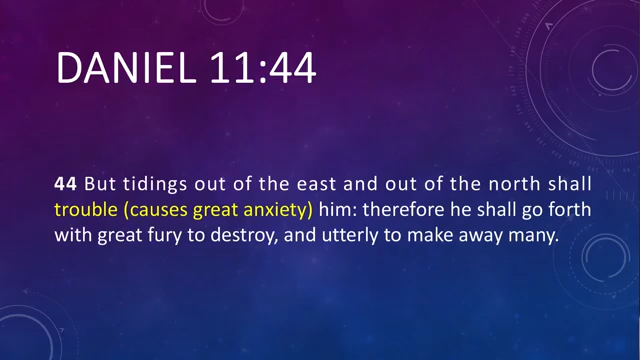 DANIEL 11:44
44 But tidings out of the east and out of the north shall
trouble (causes great anxiety) him: therefore he shall go forth
with great fury to destroy, and utterly to make away many.